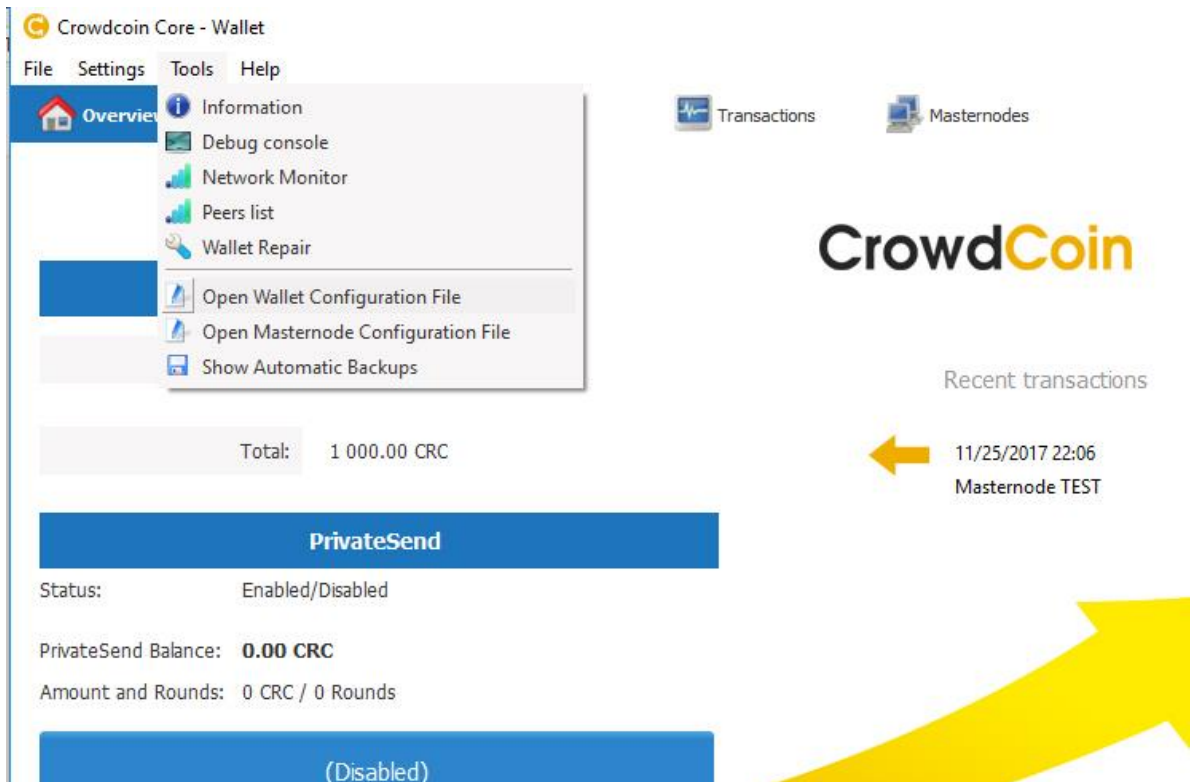 Crowdcoin Core - Wallet
File Settings Tools Help
Transactions Masternodes
Information
Debug console
Network Monitor
Peers list
Wallet Repair
Open Wallet Configuration File
Open Masternode Configuration File
Show Automatic Backups
CrowdCoin
Recent transactions
Total: 1 000.00 CRC
11/25/2017 22:06
Masternode TEST
PrivateSend
Status: Enabled/Disabled
PrivateSend Balance: 0.00 CRC
Amount and Rounds: 0 CRC / 0 Rounds
(Disabled)